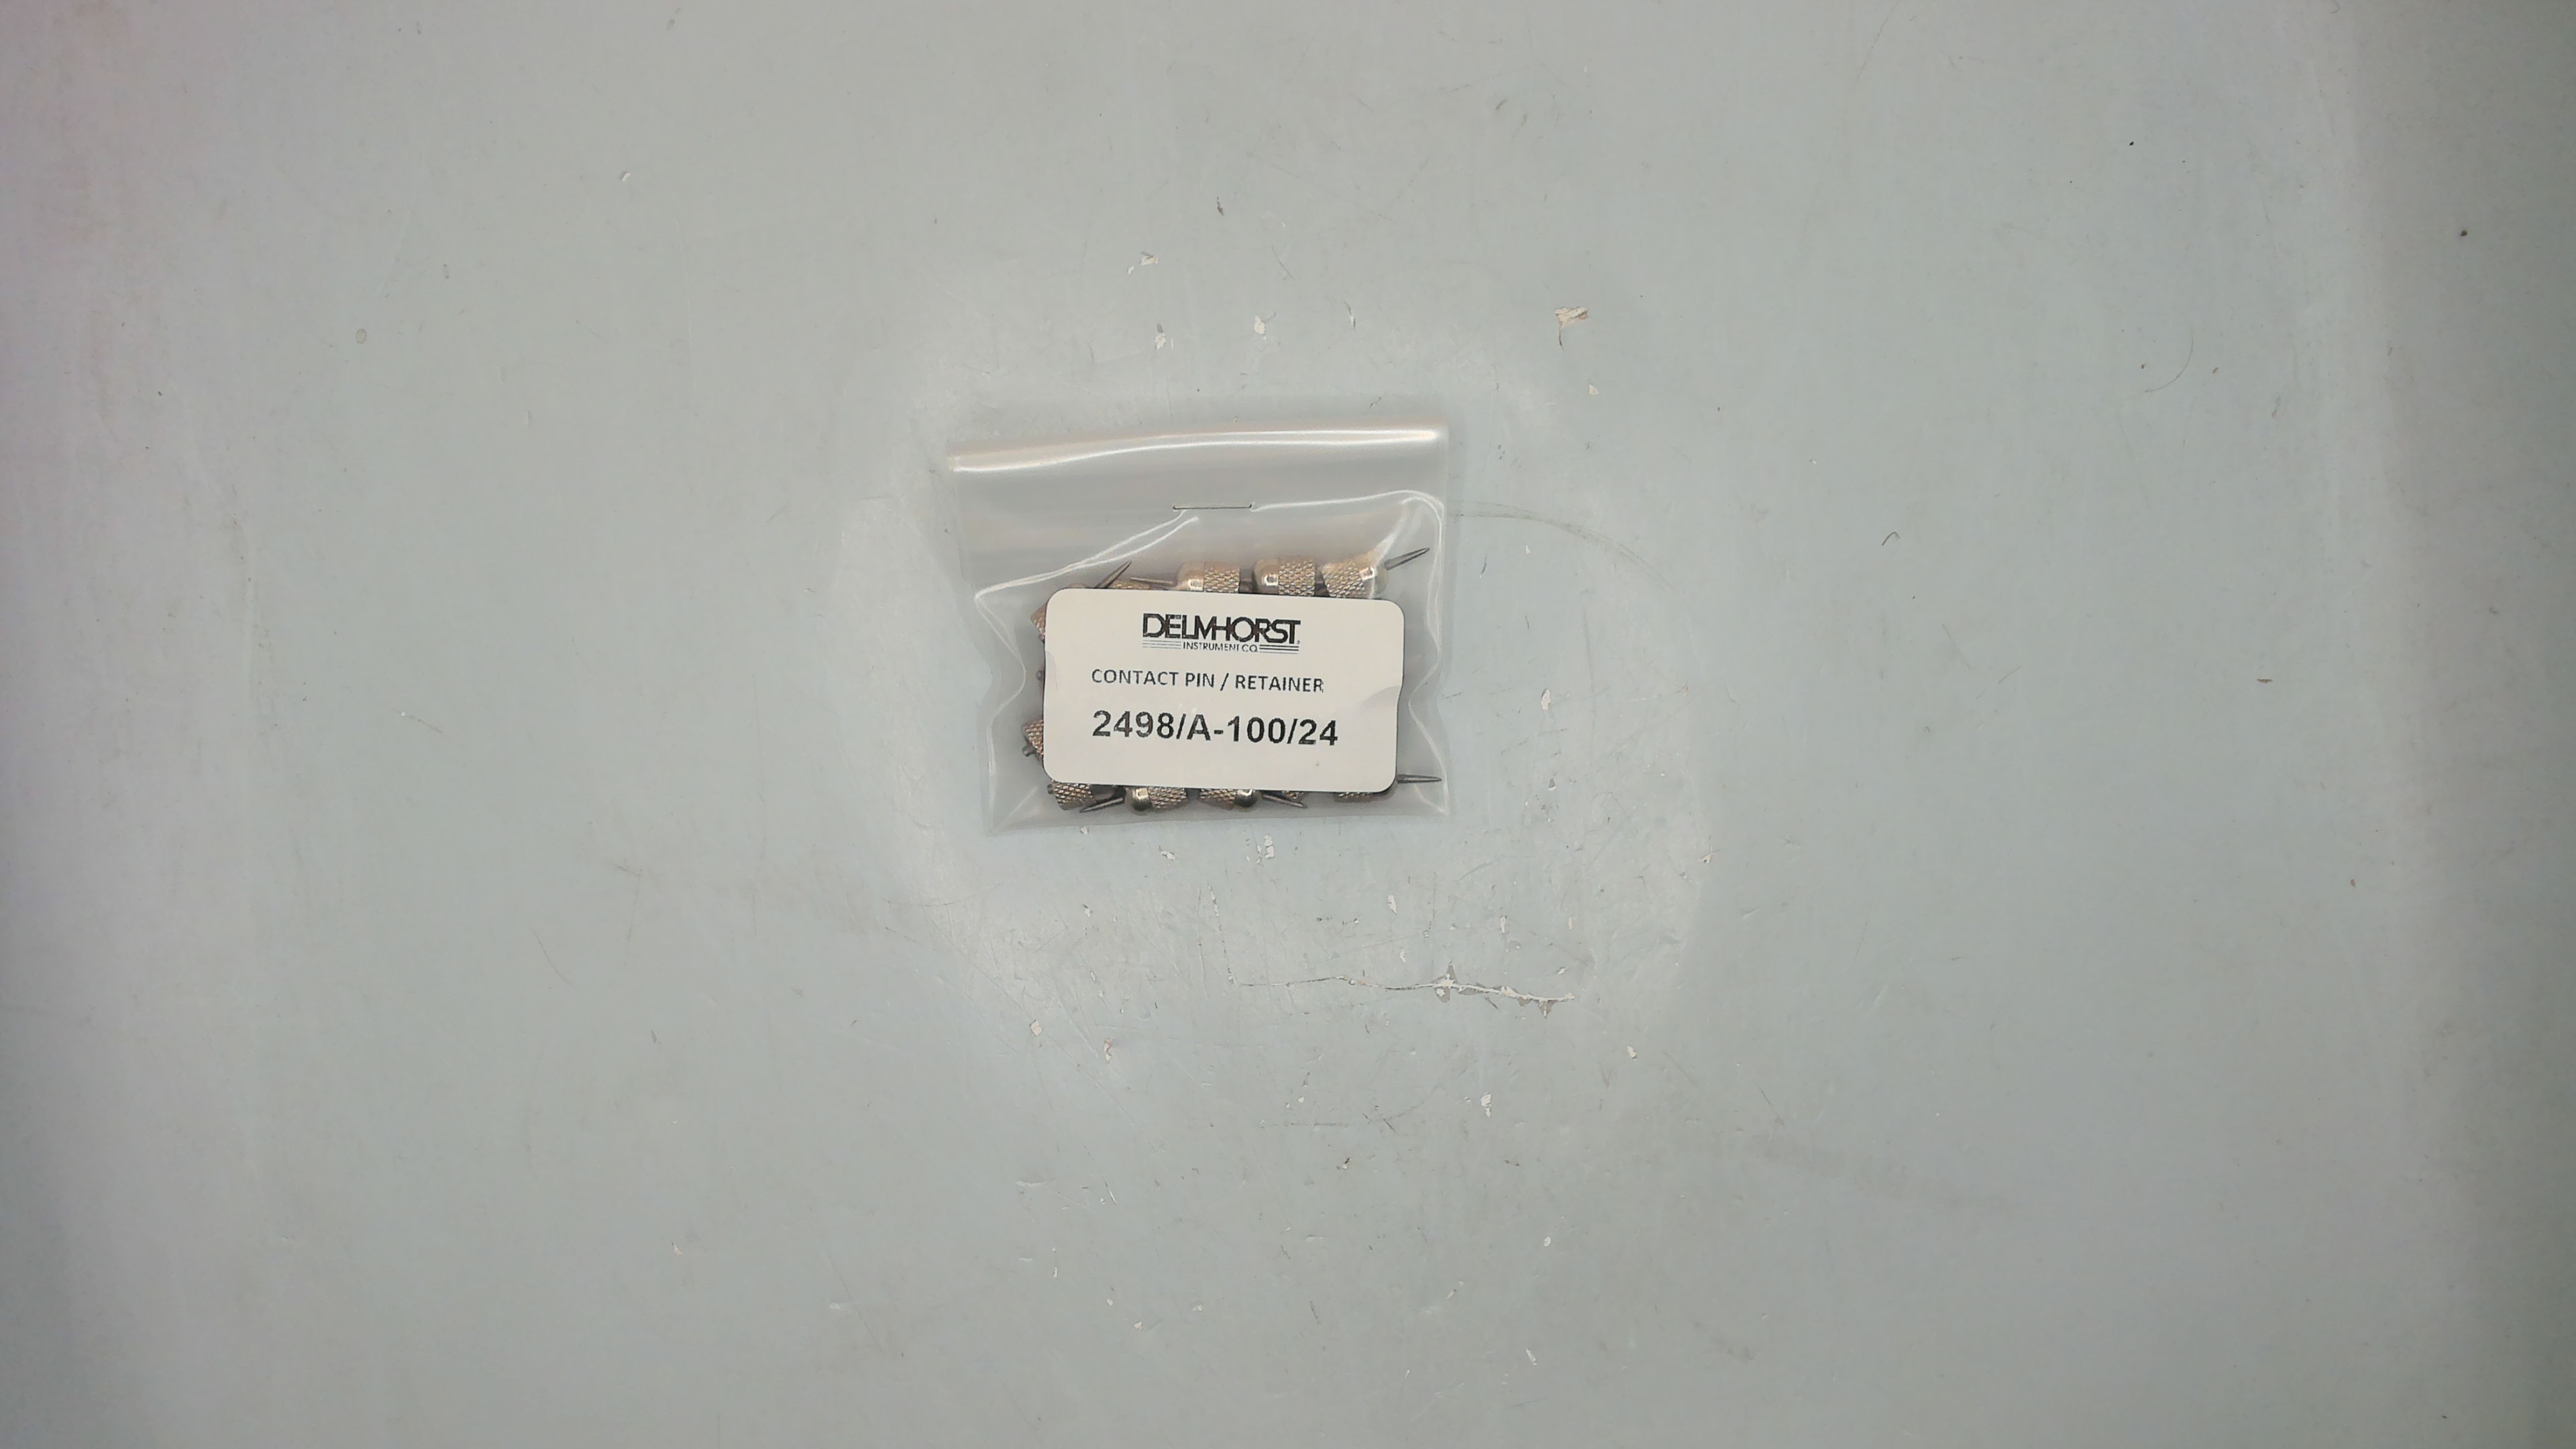 DELMHORST
INSTRUMENT CO.
CONTACT PIN / RETAINER
2498/A-100/24